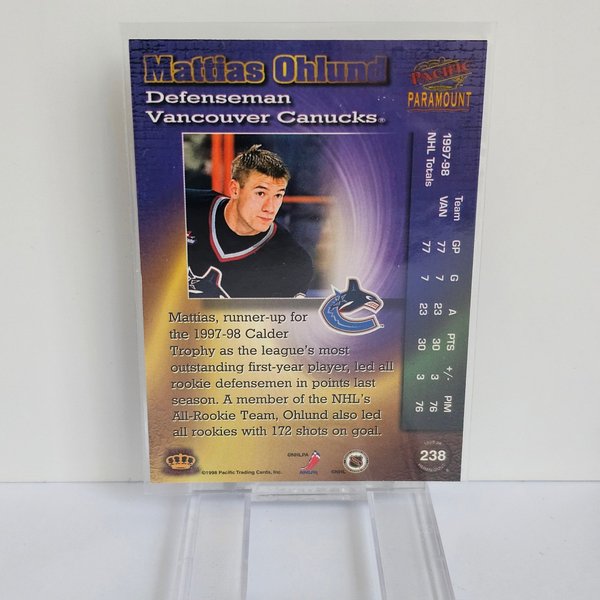 Mattias Ohlund
Defenseman
Vancouver Canucks®
PACIFIC
PARAMOUNT
Team GP G A PTS +/- PIM
1997-98 VAN 77 7 23 30 3 76
NHL Totals 77 7 23 30 3 76
Mattias, runner-up for
the 1997-98 Calder
Trophy as the league's most
outstanding first-year player, led all
rookie defensemen in points last
season. A member of the NHL's
All-Rookie Team, Ohlund also led
all rookies with 172 shots on goal.
238
©NHLPA
©1998 Pacific Trading Cards, Inc.
©NHL